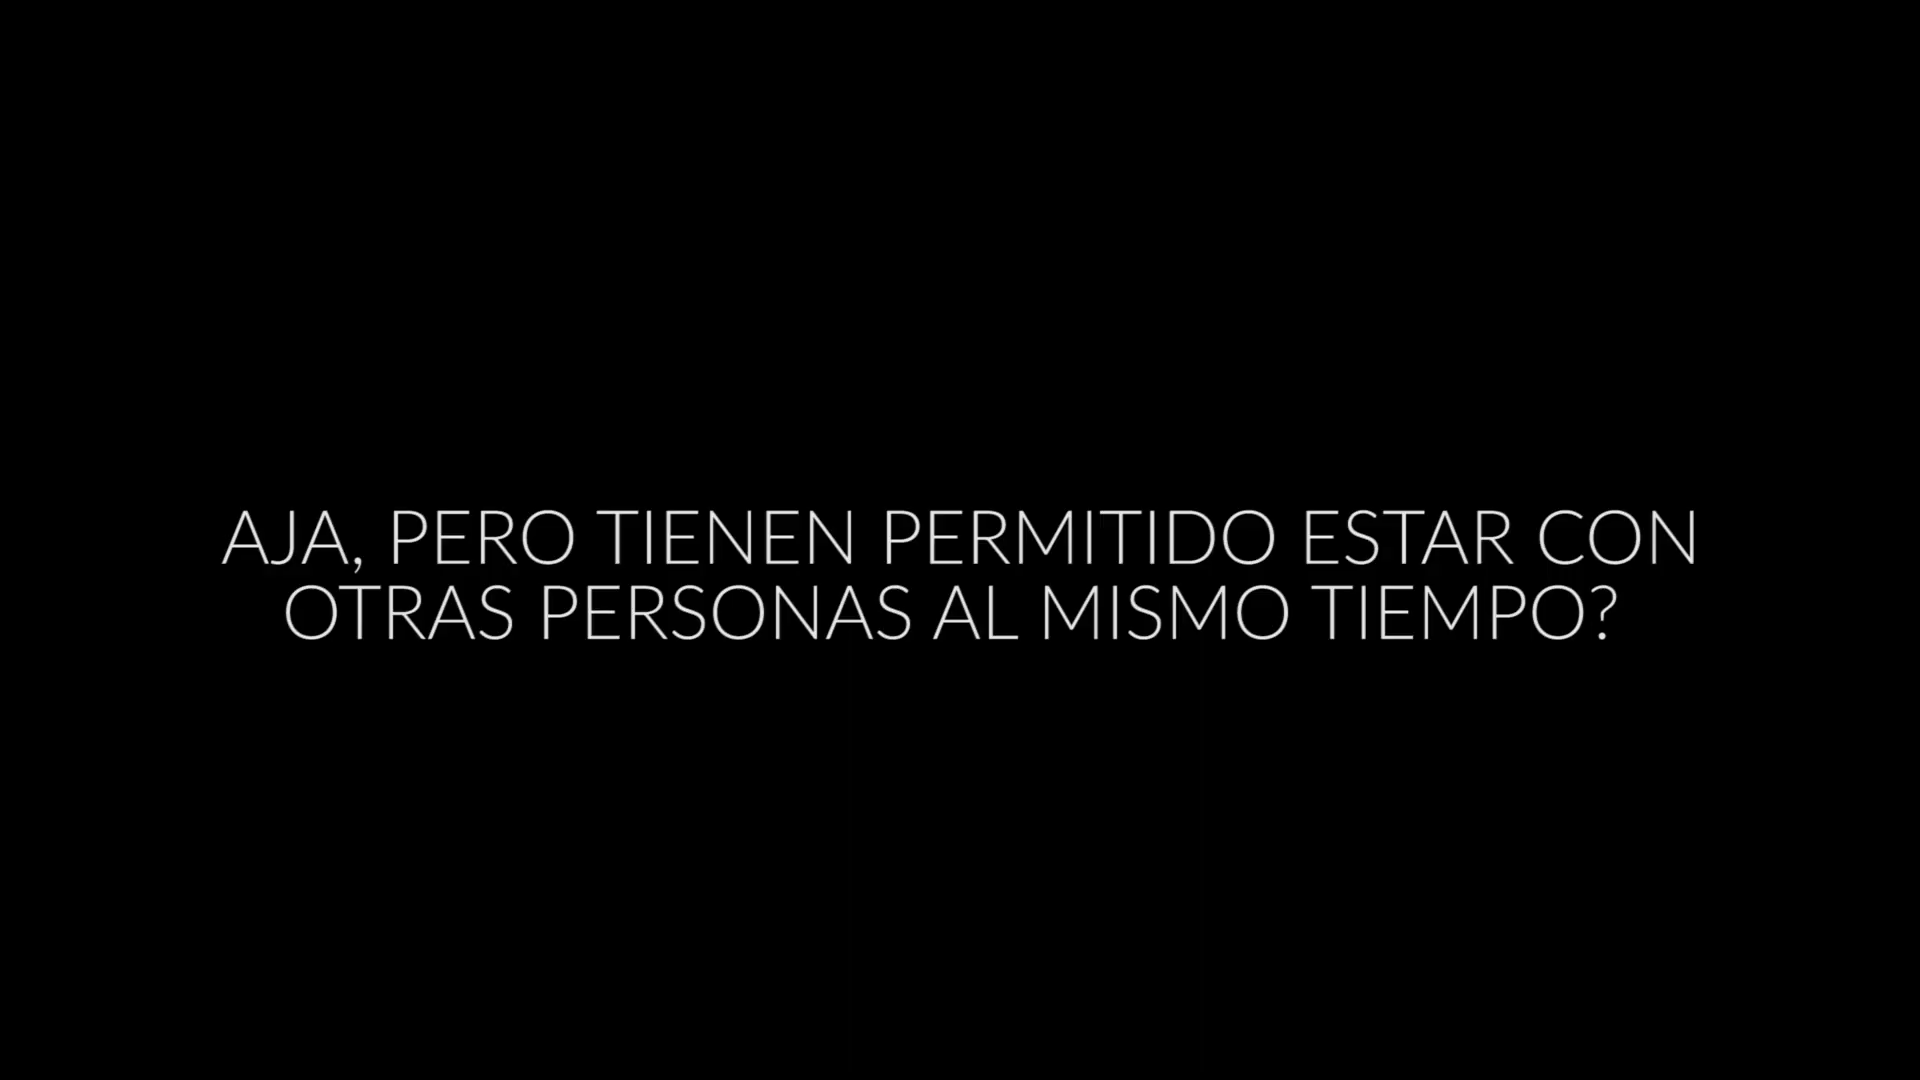 AJA, PERO TIENEN PERMITIDO ESTAR CON
OTRAS PERSONAS AL MISMO TIEMPO?